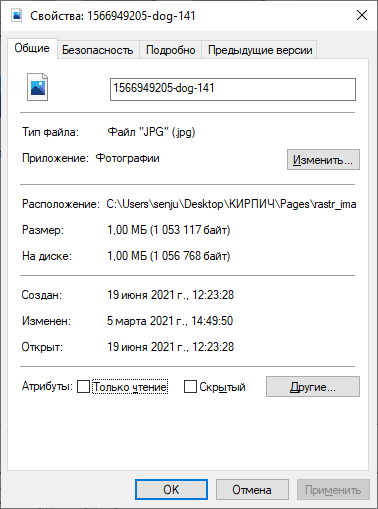 Свойства: 1566949205-dog-141
Общие Безопасность Подробно Предыдущие версии
1566949205-dog-141
Тип файла: Файл "JPG" (.jpg)
Приложение: Фотографии Изменить...
Расположение: C:\Users\senju\Desktop\КИРПИЧ\Pages\rastr_ima
Размер: 1,00 МБ (1 053 117 байт)
На диске: 1,00 МБ (1 056 768 байт)
Создан: 19 июня 2021 г., 12:23:28
Изменен: 5 марта 2021 г., 14:49:50
Открыт: 19 июня 2021 г., 12:23:28
Атрибуты: Только чтение Скрытый Другие...
OK Отмена Применить